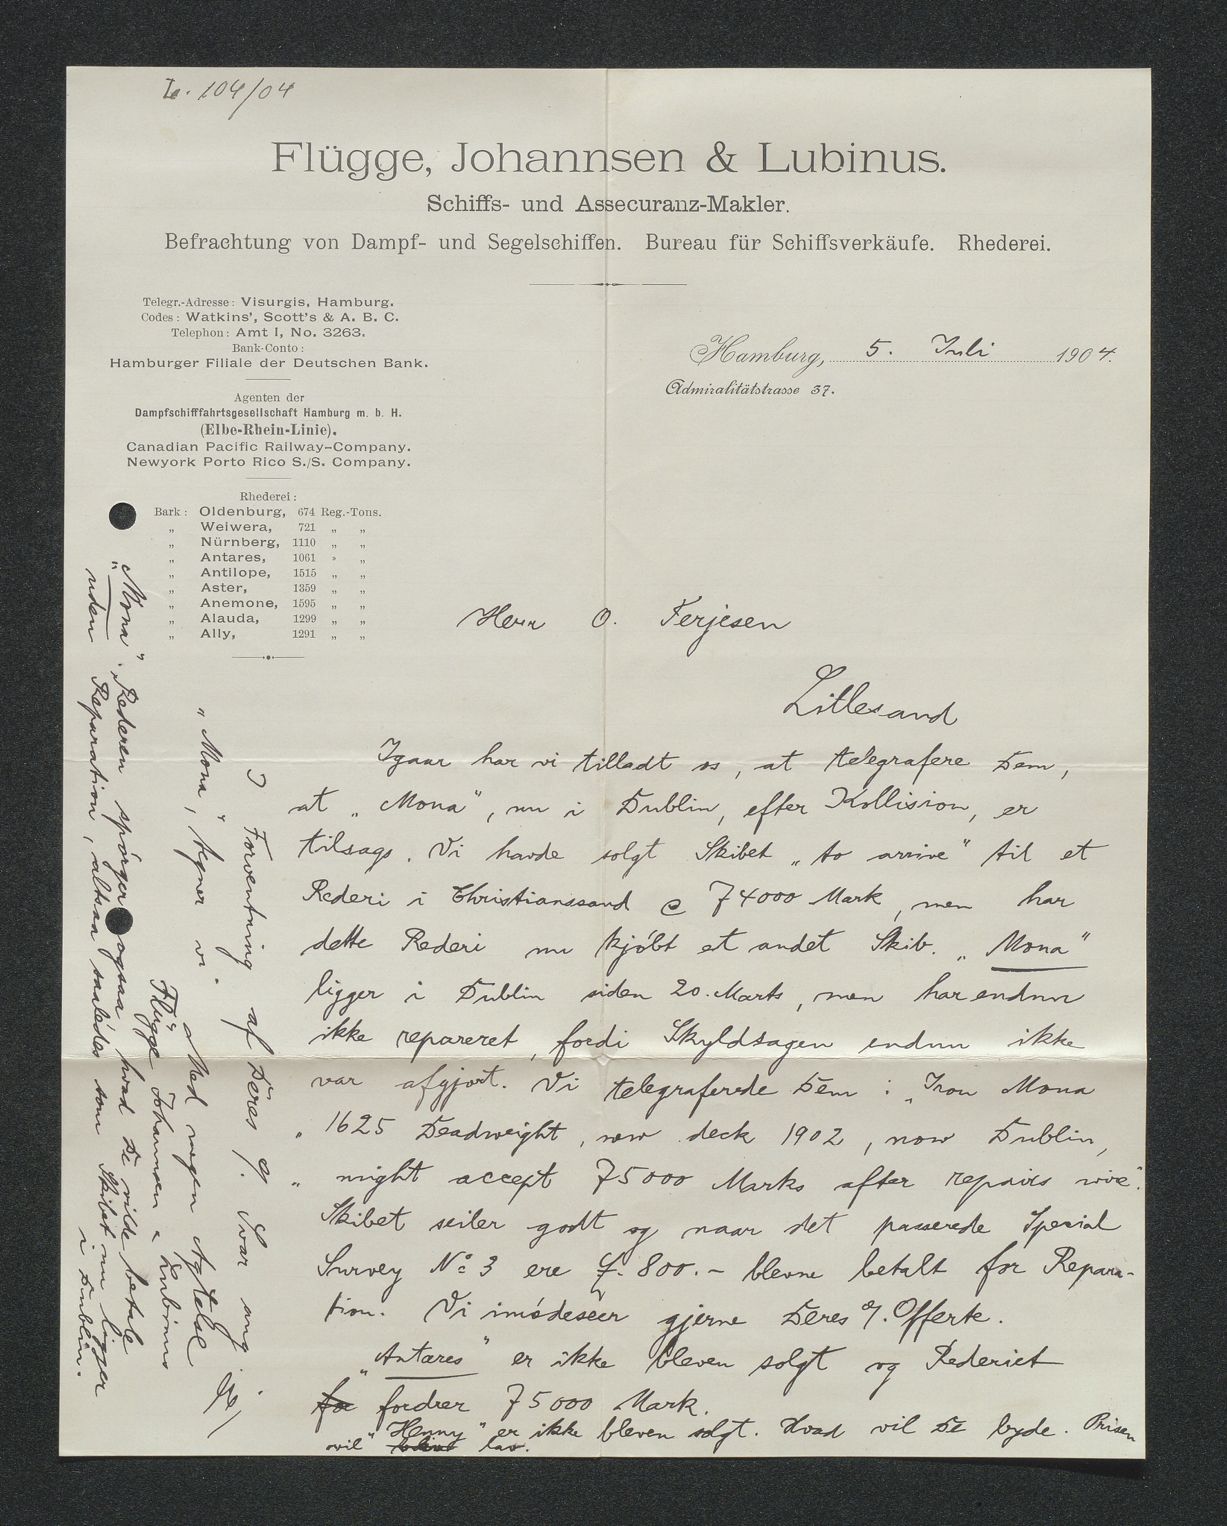 104/04
Flügge, Johannsen & Lubinus.
Schiffs- und Assecuranz-Makler.
Befrachtung von Dampf- und Segelschiffen. Bureau für Schiffsverkäufe. Rhederei.
Telegr.-Adresse: Visurgis, Hamburg.
Codes: Watkins', Scott's & A. B. C.
Telephon: Amt I, No. 3263.
Bank-Conto:
Hamburger Filiale der Deutschen Bank.
Agenten der
Dampfschifffahrtsgesellschaft Hamburg m. b. H.
(Elbe-Rhein-Linie).
Canadian Pacific Railway-Company.
Newyork Porto Rico S./S. Company.
Rhederei:
Bark: Oldenburg, 674 Reg.-Tons.
„ Weiwera, 721 „ „
„ Nürnberg, 1110 „ „
„ Antares, 1061 „ „
„ Antilope, 1515 „ „
„ Aster, 1359 „ „
„ Anemone, 1595 „ „
„ Alauda, 1299 „ „
„ Ally, 1291 „ „
Hamburg, 5. Juli 1904.
Admiralitätstrasse 37.
Herrn O. Terjesen
Lillesand
Igaar har vi tilladt os, at telegrafere Dem,
at „Mona", nu i Dublin, efter Kollision, er
tilsags. Vi havde solgt Skibet „to arrive" til et
Rederi i Christianssand @ 74000 Mark, men har
dette Rederi nu kjöbt et andet Skib. „Mona"
ligger i Dublin siden 20. Marts, men har endnu
ikke repareret, fordi Skyldsagen endnu ikke
var afgjort. Vi telegraferede Dem: „Iron Mona
„ 1625 Deadweight, new deck 1902, now Dublin,
„ might accept 75000 Marks after repairs wire".
Skibet seiler godt og naar det passerede Special
Survey No 3 ere £ 800.- blevne betalt for Repara-
tion. Vi imödeseer gjerne Deres g. Offerte.
„Antares" er ikke bleven solgt og Rederiet
for fordrer 75000 Mark.
„Henny" er ikke bleven solgt. Hvad vil De byde. Prisen
vil lav.
I Forventning af Deres g. Svar
„Mona", tegner vi.
Med megen Agtelse
Flügge Johannsen & Lubinus
„Mona". Rederen spörger ogsaa hvad De vilde betale
uden Reparation, altsaa saaledes som Skibet nu ligger
i Dublin.